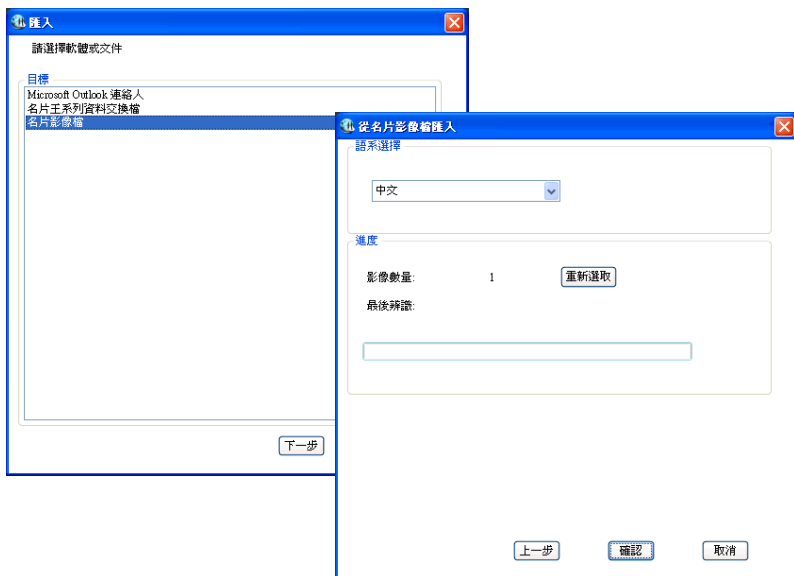 匯入
請選擇軟體或文件
目標
Microsoft Outlook 連絡人
名片王系列資料交換檔
名片影像檔
下一步
從名片影像檔匯入
語系選擇
中文
進度
影像數量: 1 重新選取
最後辨識:
上一步 確認 取消